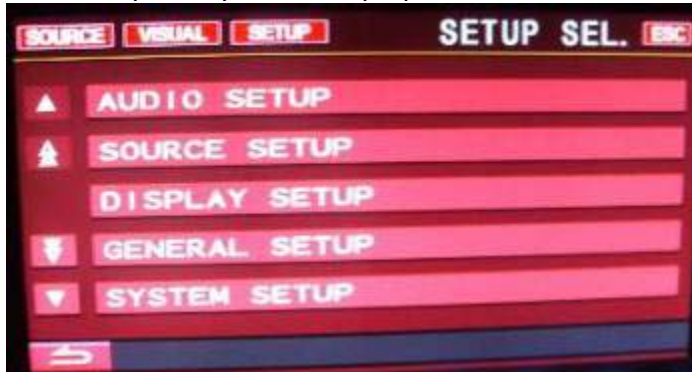 SOURCE VISUAL SETUP SETUP SEL. ESC
AUDIO SETUP
SOURCE SETUP
DISPLAY SETUP
GENERAL SETUP
SYSTEM SETUP